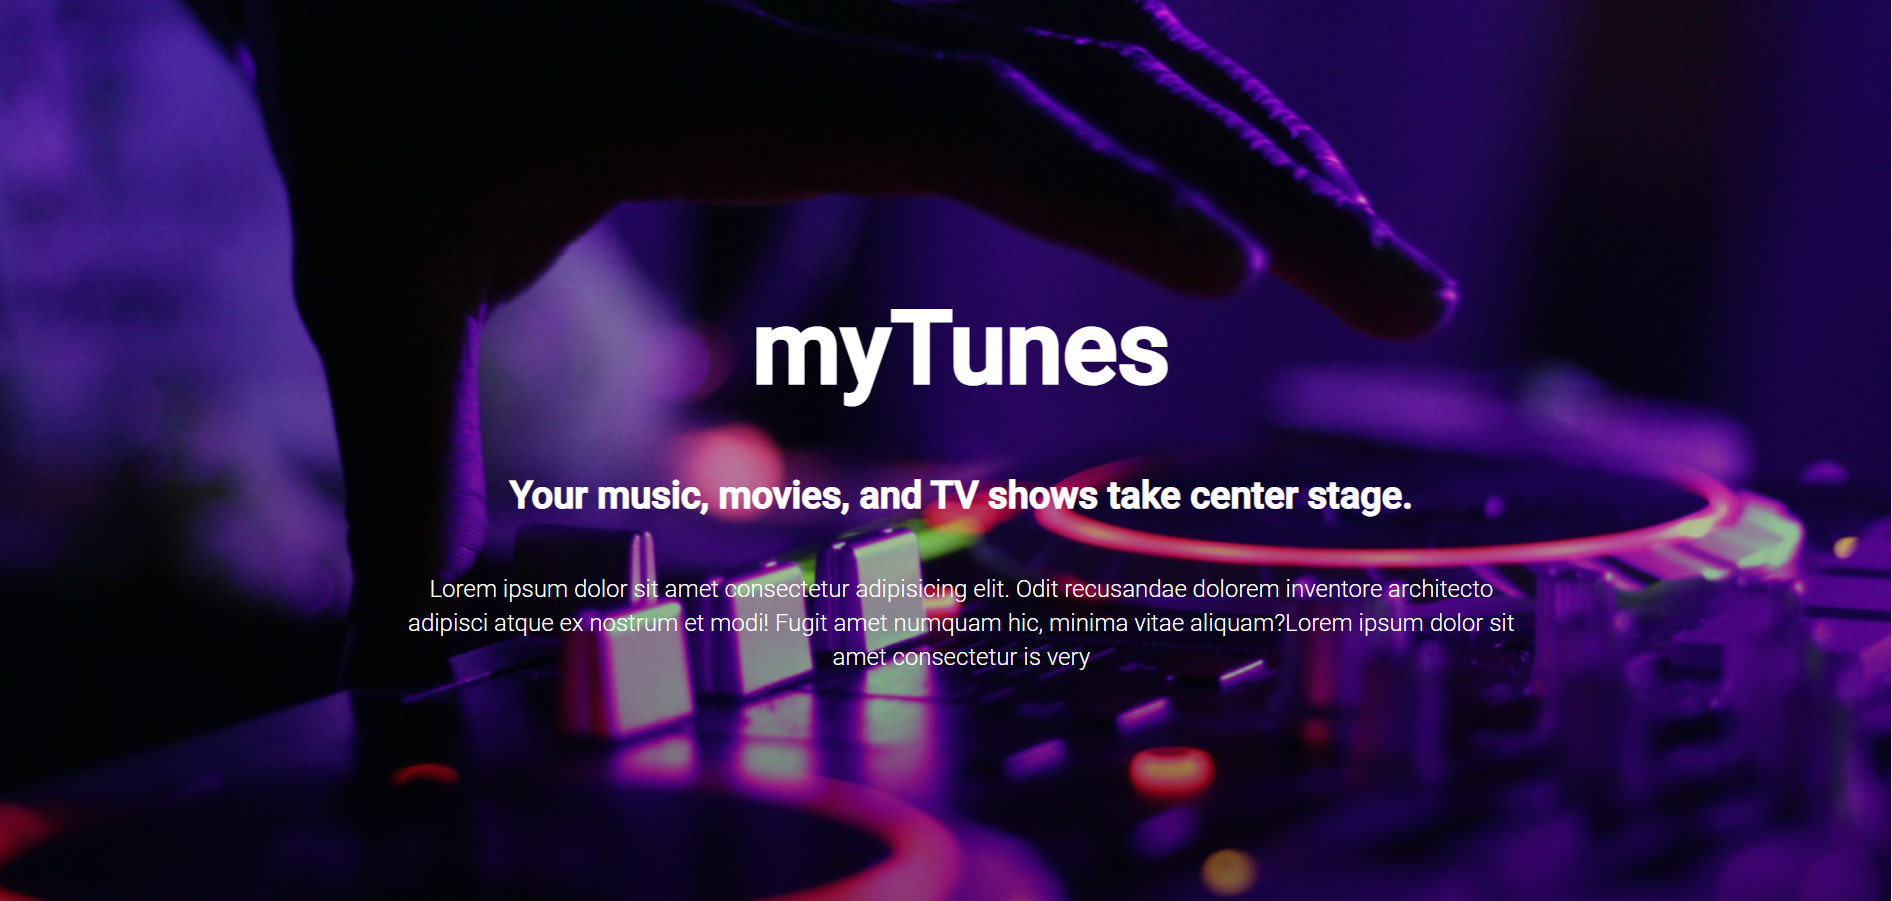 myTunes
Your music, movies, and TV shows take center stage.
Lorem ipsum dolor sit amet consectetur adipisicing elit. Odit recusandae dolorem inventore architecto
adipisci atque ex nostrum et modi! Fugit amet numquam hic, minima vitae aliquam?Lorem ipsum dolor sit
amet consectetur is very